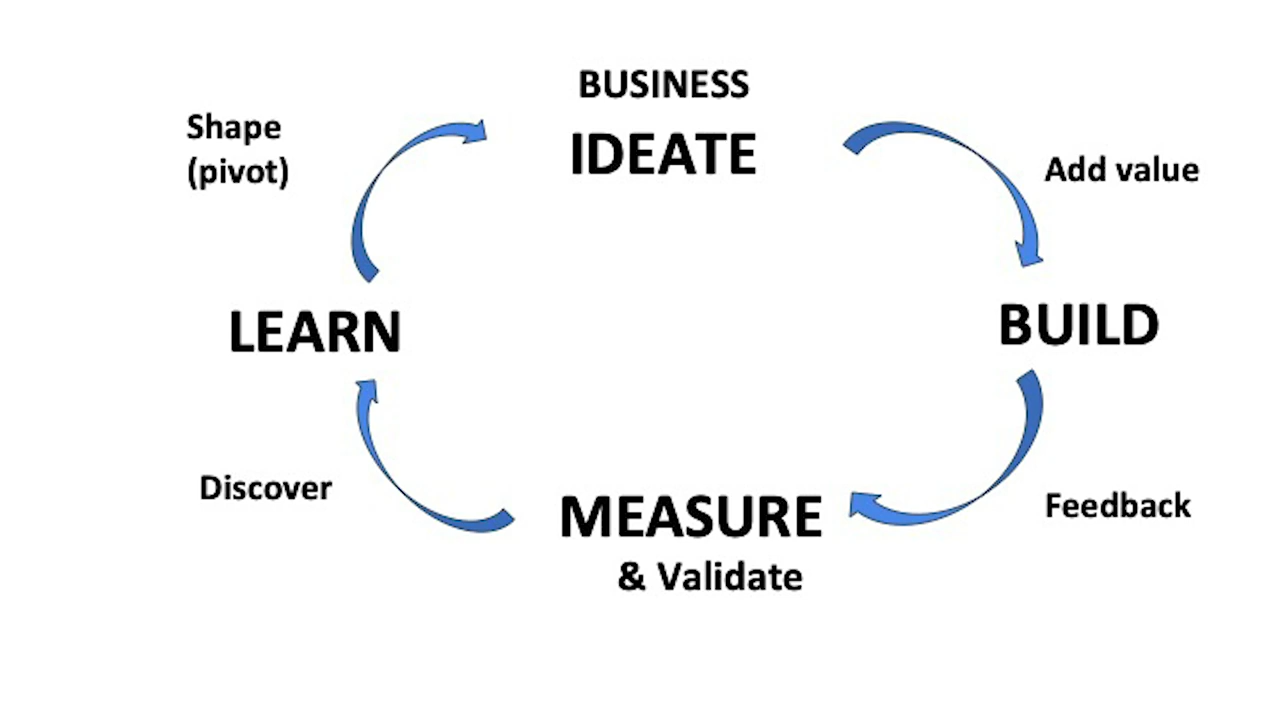 BUSINESS
IDEATE
Shape
(pivot)
Add value
LEARN
BUILD
Discover
Feedback
MEASURE
& Validate